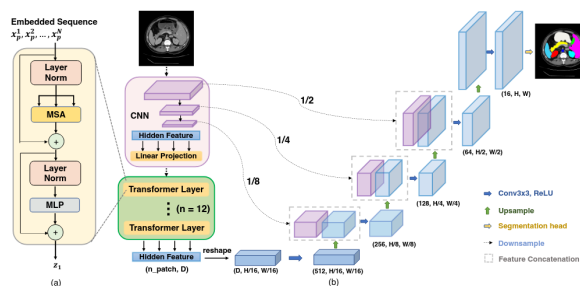 Embedded Sequence
x_p^1, x_p^2, ..., x_p^N
Layer
Norm
MSA
+
Layer
Norm
MLP
+
z_1
(a)
CNN
Hidden Feature
Linear Projection
Transformer Layer
(n = 12)
Transformer Layer
Hidden Feature
(n_patch, D)
reshape
(D, H/16, W/16)
(512, H/16, W/16)
(b)
1/2
1/4
1/8
(256, H/8, W/8)
(128, H/4, W/4)
(64, H/2, W/2)
(16, H, W)
Conv3x3, ReLU
Upsample
Segmentation head
Downsample
Feature Concatenation